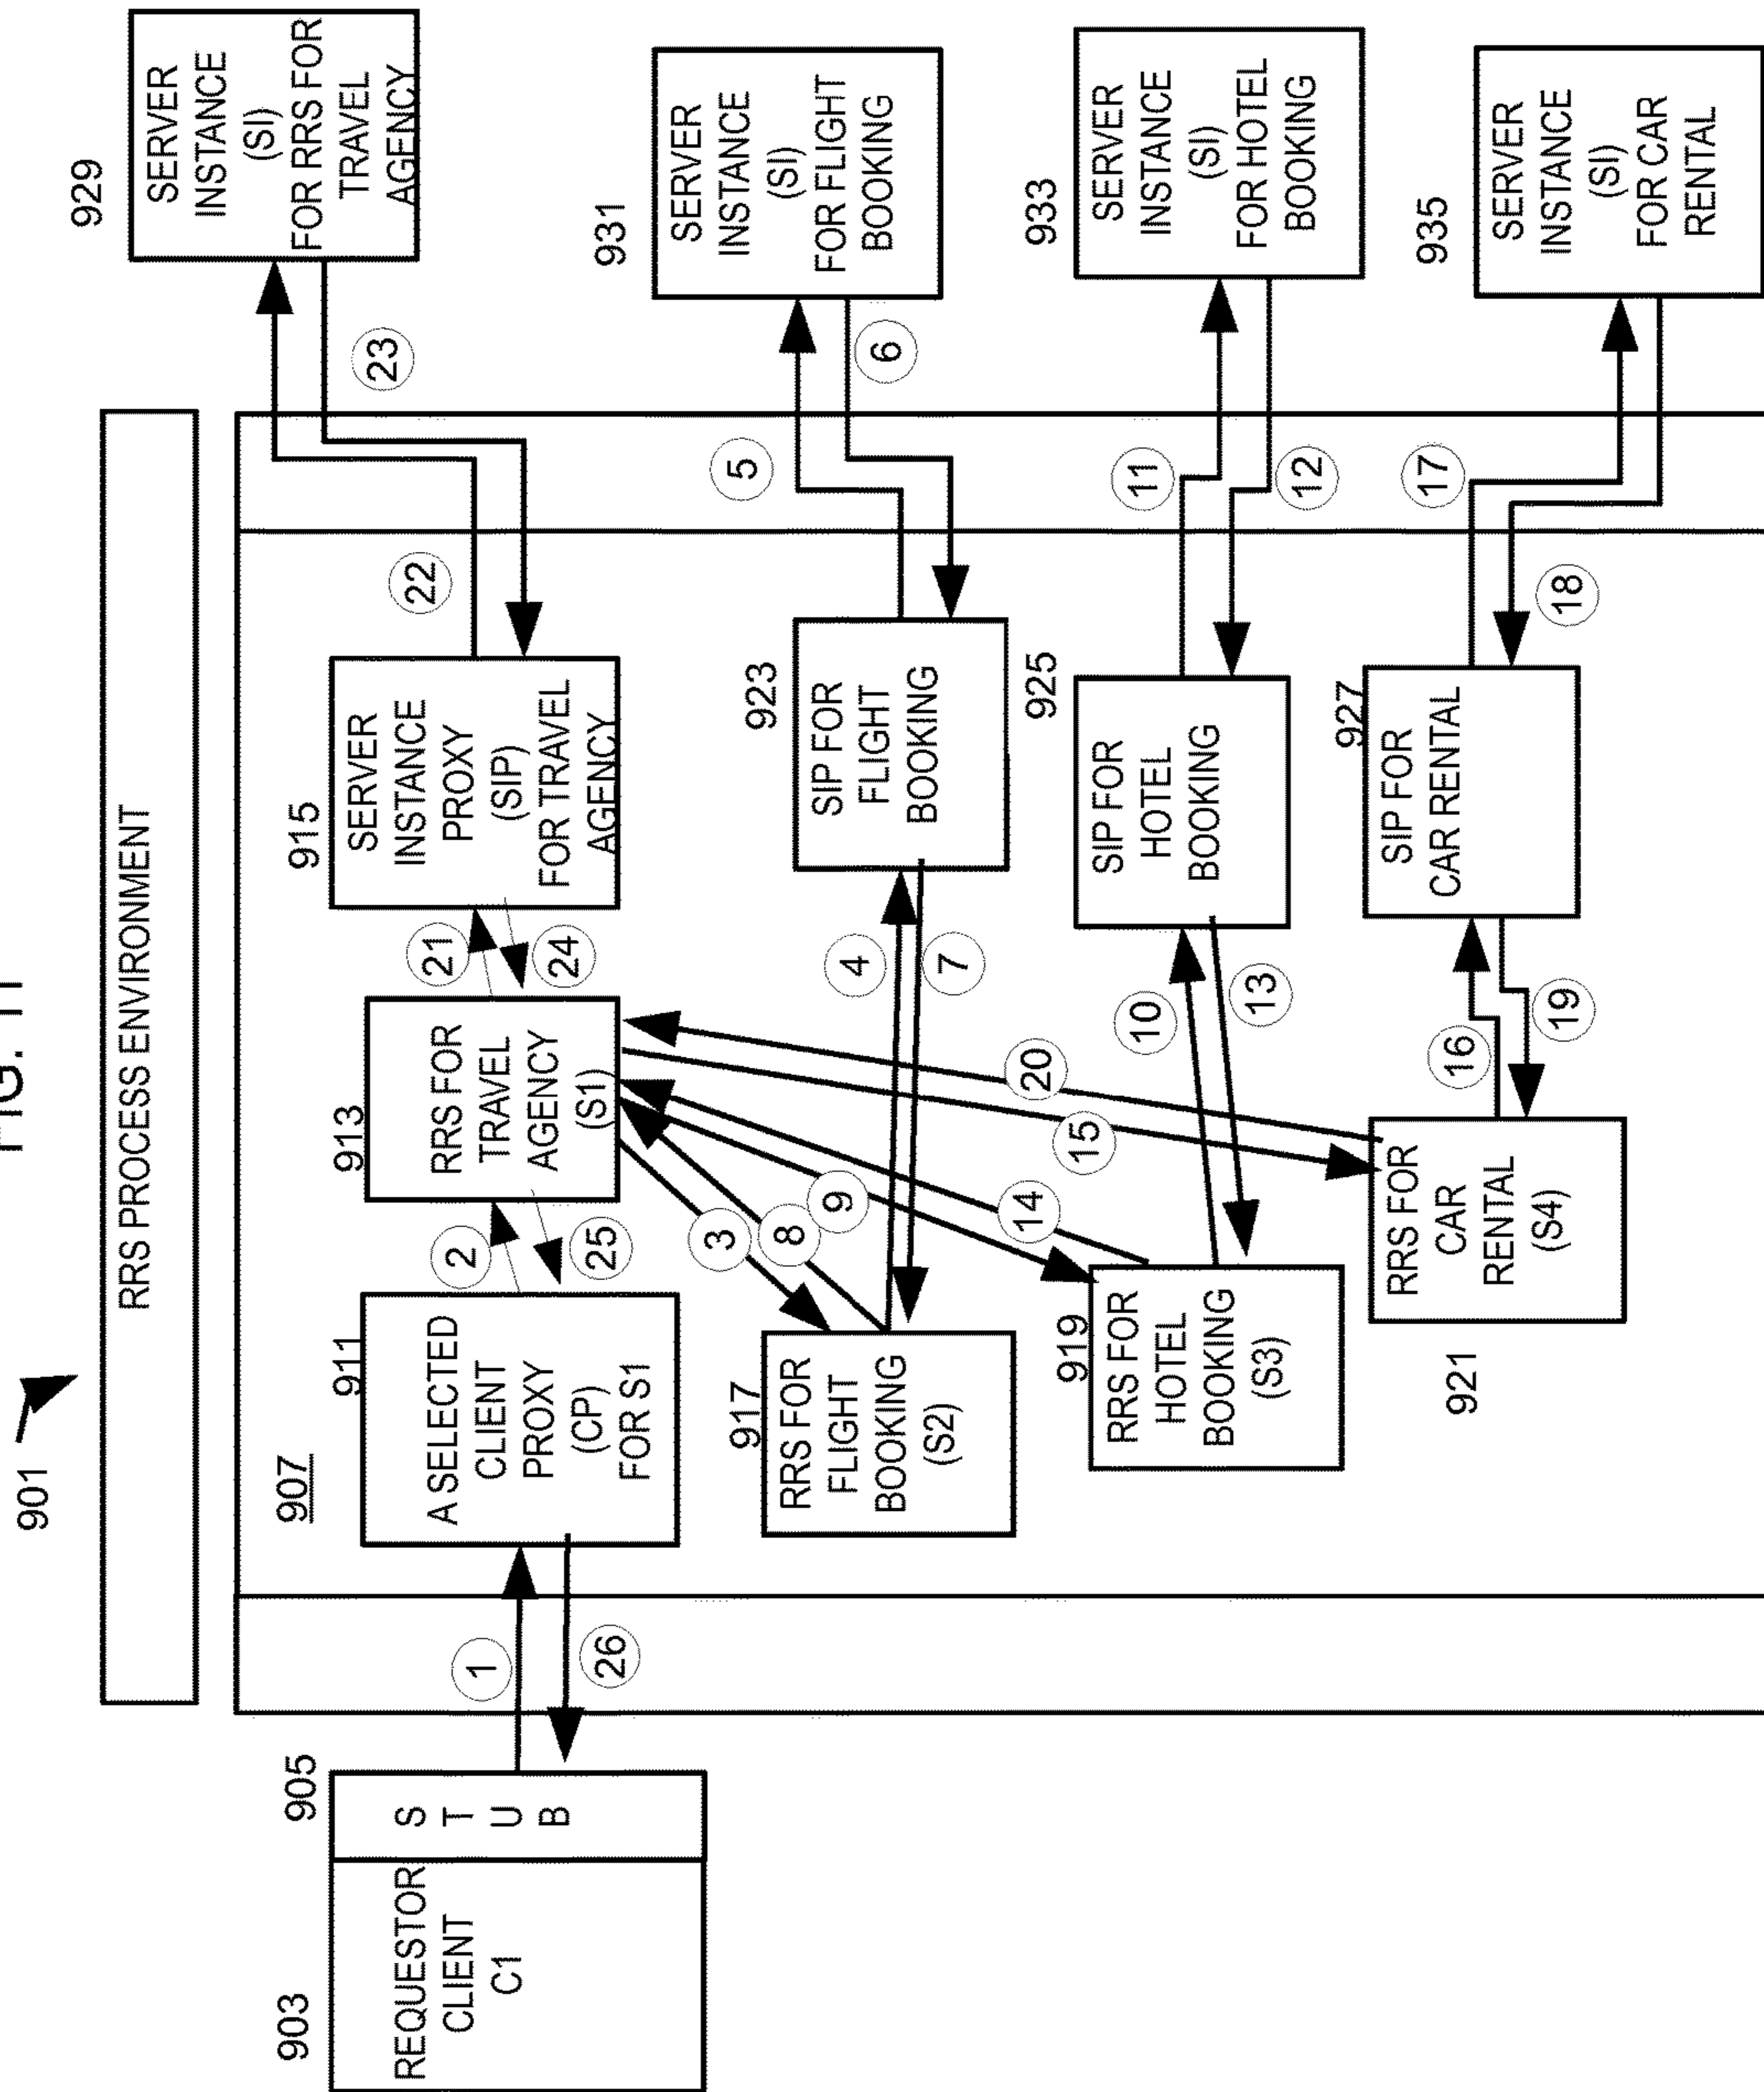 FIG. 11
901
RRS PROCESS ENVIRONMENT
903
REQUESTOR
CLIENT
C1
905
S
T
U
B
1
26
907
911
A SELECTED
CLIENT
PROXY
(CP)
FOR S1
2
25
913
RRS FOR
TRAVEL
AGENCY
(S1)
21
24
915
SERVER
INSTANCE
PROXY
(SIP)
FOR TRAVEL
AGENCY
22
23
929
SERVER
INSTANCE
(SI)
FOR RRS FOR
TRAVEL
AGENCY
917
RRS FOR
FLIGHT
BOOKING
(S2)
3
8
9
14
15
20
4
7
923
SIP FOR
FLIGHT
BOOKING
5
6
931
SERVER
INSTANCE
(SI)
FOR FLIGHT
BOOKING
919
RRS FOR
HOTEL
BOOKING
(S3)
10
13
925
SIP FOR
HOTEL
BOOKING
11
12
933
SERVER
INSTANCE
(SI)
FOR HOTEL
BOOKING
921
RRS FOR
CAR
RENTAL
(S4)
16
19
927
SIP FOR
CAR RENTAL
17
18
935
SERVER
INSTANCE
(SI)
FOR CAR
RENTAL